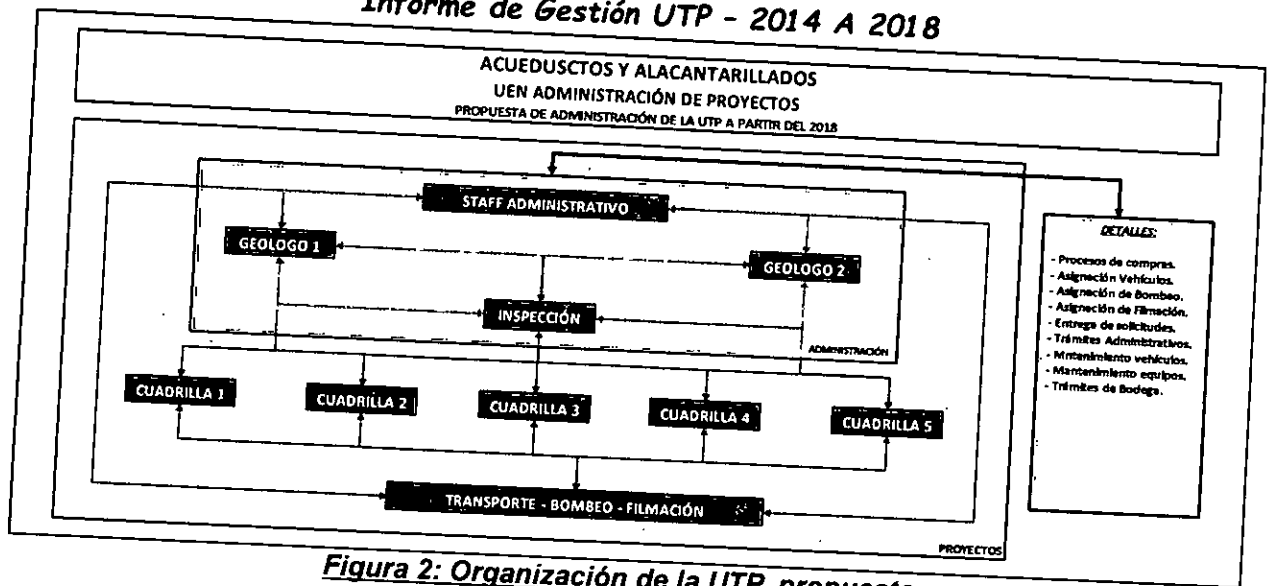 Informe de Gestión UTP - 2014 A 2018
ACUEDUSCTOS Y ALACANTARILLADOS
UEN ADMINISTRACIÓN DE PROYECTOS
PROPUESTA DE ADMINISTRACIÓN DE LA UTP A PARTIR DEL 2018
STAFF ADMINISTRATIVO
GEOLOGO 1
GEOLOGO 2
INSPECCIÓN
ADMINISTRACIÓN
CUADRILLA 1
CUADRILLA 2
CUADRILLA 3
CUADRILLA 4
CUADRILLA 5
TRANSPORTE - BOMBEO - FILMACIÓN
PROYECTOS
DETALLES:
- Procesos de compras.
- Asignación Vehículos.
- Asignación de Bombeo.
- Asignación de Filmación.
- Entrega de solicitudes.
- Trámites Administrativos.
- Mntenimiento vehículos.
- Mantenimiento equipos.
- Trámites de Bodega.
Figura 2: Organización de la UTP, propuesta